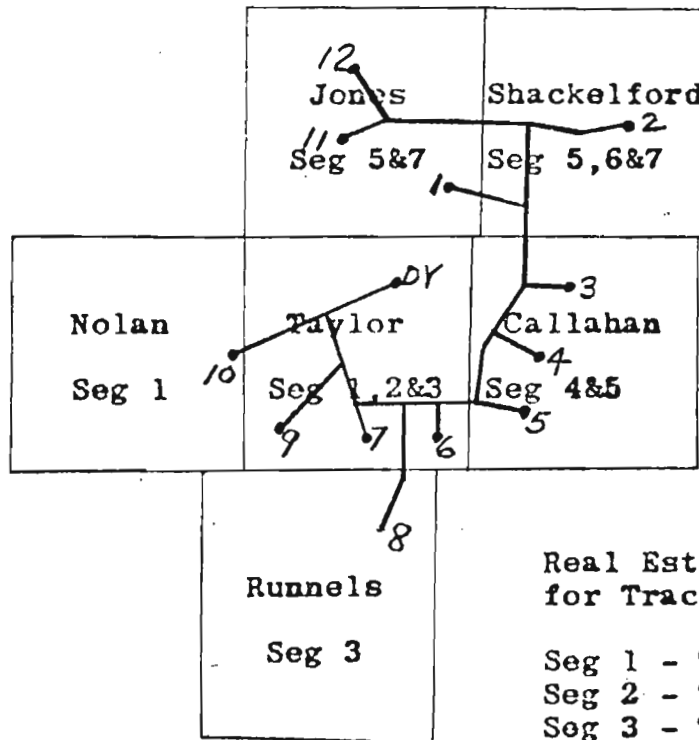 12
Jones Shackelford
2
11
Seg 5&7 Seg 5,6&7
1
DY
3
Nolan Taylor Callahan
10
4
Seg 1 Seg 1,2&3 Seg 4&5
5
9 7 6
8
Real Est
for Trac
Runnels
Seg 3
Seg 1 -
Seg 2 -
Seg 3 -